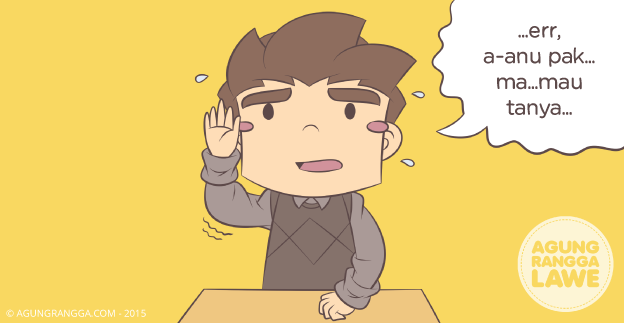 ...err,
a-anu pak...
ma...mau
tanya...
AGUNG
RANGGA
LAWE
© AGUNGRANGGA.COM - 2015